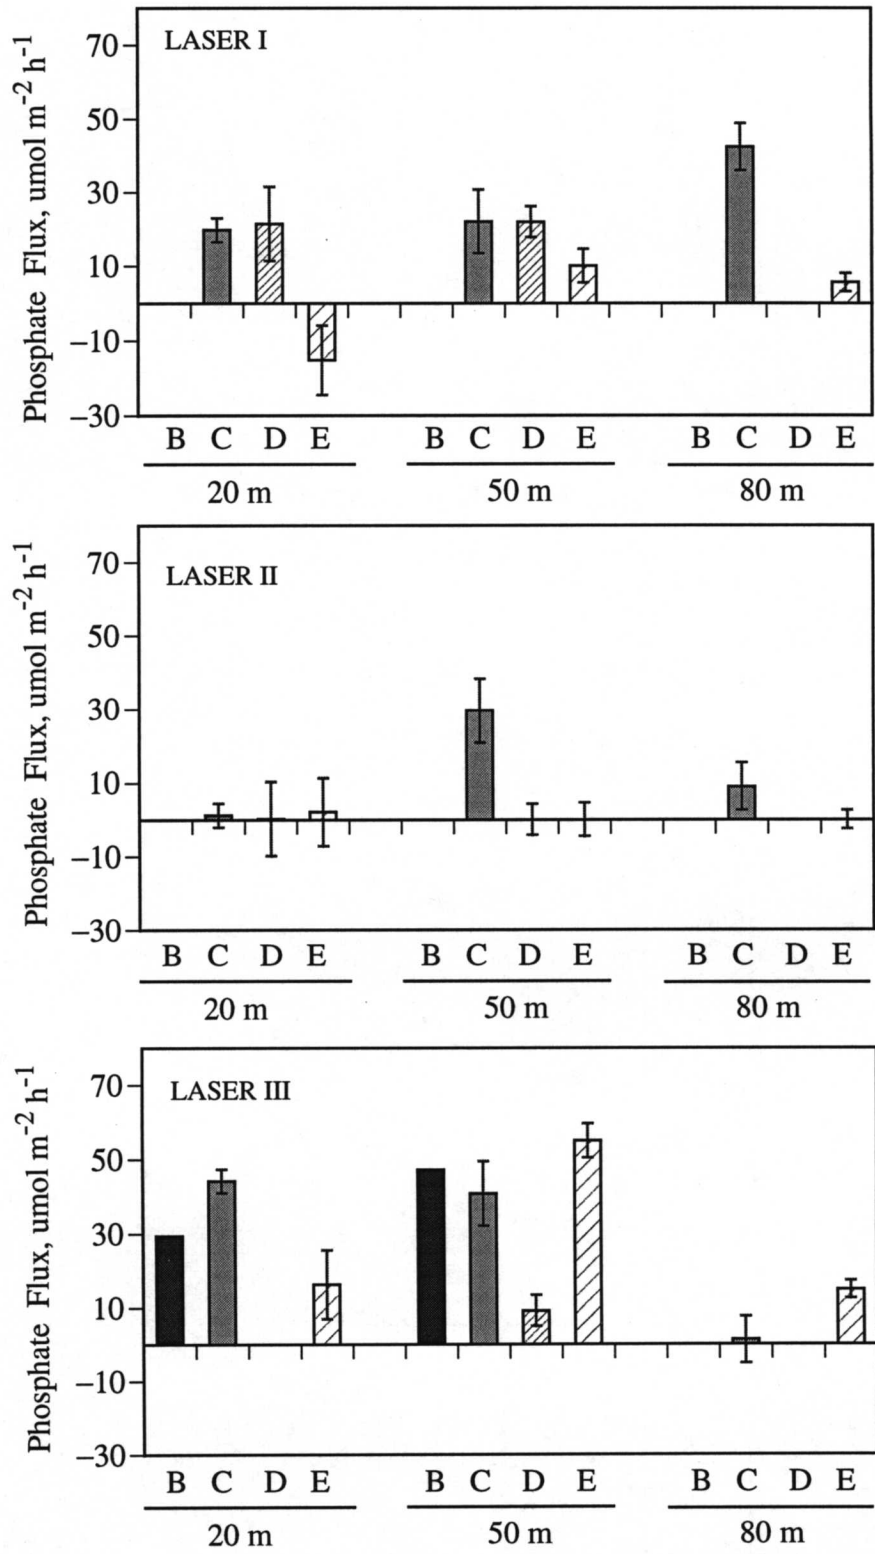 LASER I
Phosphate Flux, umol m⁻² h⁻¹
70
50
30
10
–10
–30
B C D E B C D E B C D E
20 m 50 m 80 m
LASER II
Phosphate Flux, umol m⁻² h⁻¹
70
50
30
10
–10
–30
B C D E B C D E B C D E
20 m 50 m 80 m
LASER III
Phosphate Flux, umol m⁻² h⁻¹
70
50
30
10
–10
–30
B C D E B C D E B C D E
20 m 50 m 80 m